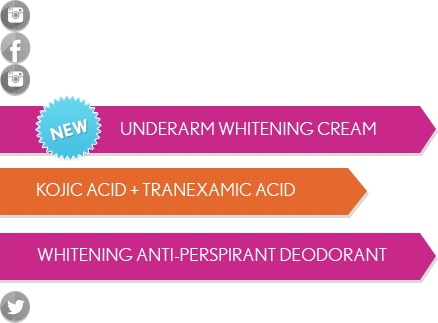 NEW
UNDERARM WHITENING CREAM
KOJIC ACID + TRANEXAMIC ACID
WHITENING ANTI-PERSPIRANT DEODORANT